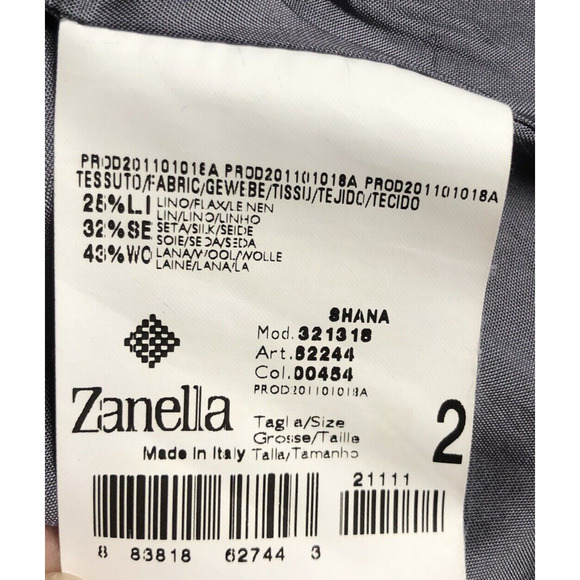 PROD201101018A PROD201101018A PROD201101018A
TESSUTO/FABRIC/GEWEBE/TISSU/TEJIDO/TECIDO
25%LI LINO/FLAX/LEINEN
LIN/LINO/LINHO
32%SE SETA/SILK/SEIDE
SOIE/SEDA/SEDA
43%WO LANA/WOOL/WOLLE
LAINE/LANA/LA
SHANA
Mod. 321318
Art. 62244
Col. 00454
PROD201101018A
Zanella
Made in Italy
Taglia/Size
Grosse/Taille
Talla/Tamanho
2
21111
8 83818 62744 3